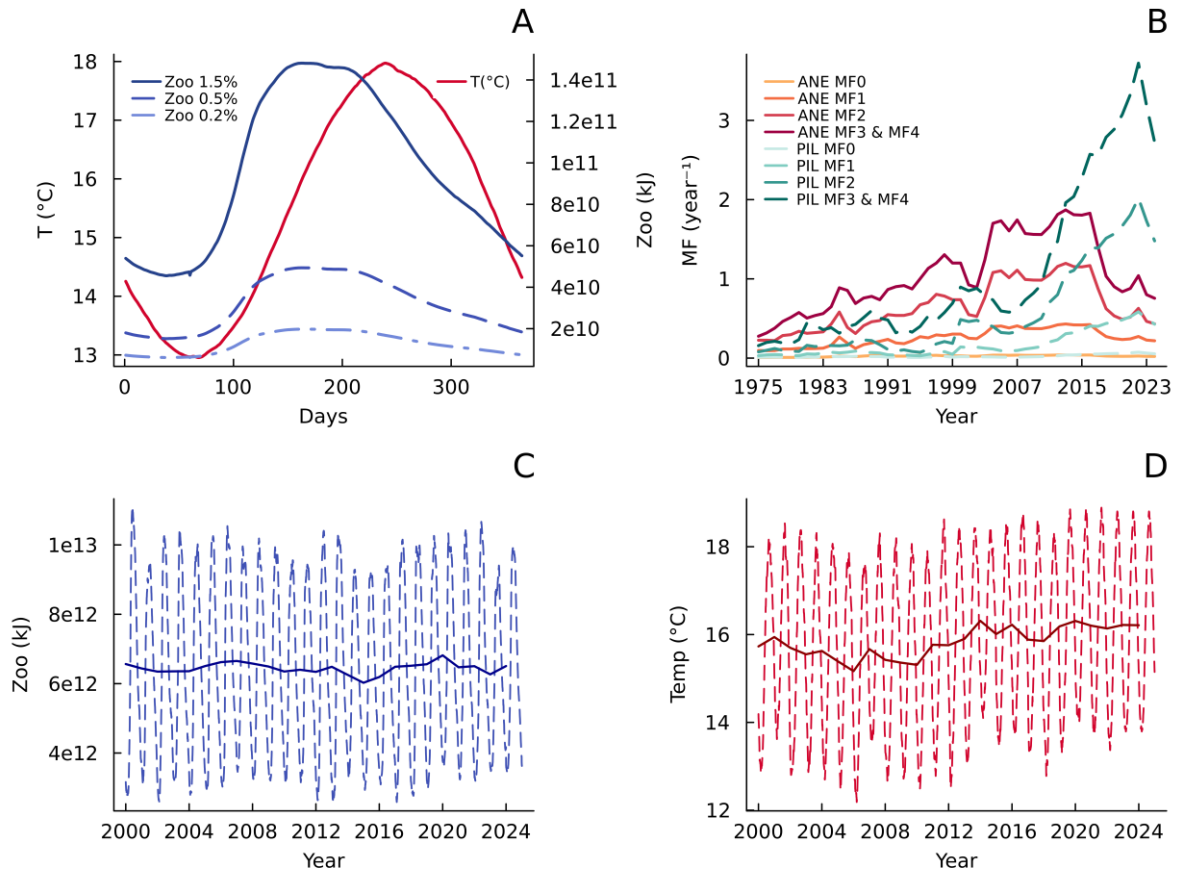 A
Zoo 1.5%
Zoo 0.5%
Zoo 0.2%
T(°C)
18
17
16
15
14
13
T (°C)
1.4e11
1.2e11
1e11
8e10
6e10
4e10
2e10
Zoo (kJ)
0 100 200 300
Days
B
ANE MF0
ANE MF1
ANE MF2
ANE MF3 & MF4
PIL MF0
PIL MF1
PIL MF2
PIL MF3 & MF4
3
2
1
0
MF (year⁻¹)
1975 1983 1991 1999 2007 2015 2023
Year
C
1e13
8e12
6e12
4e12
Zoo (kJ)
2000 2004 2008 2012 2016 2020 2024
Year
D
18
16
14
12
Temp (°C)
2000 2004 2008 2012 2016 2020 2024
Year